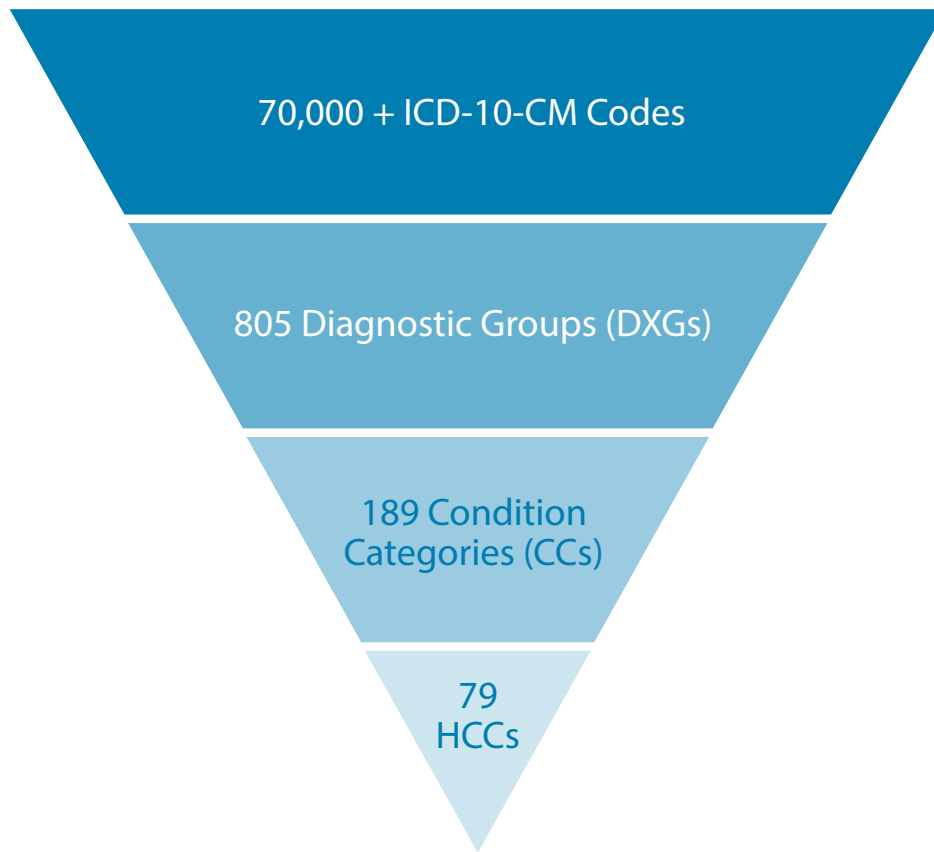 70,000 + ICD-10-CM Codes
805 Diagnostic Groups (DXGs)
189 Condition
Categories (CCs)
79
HCCs